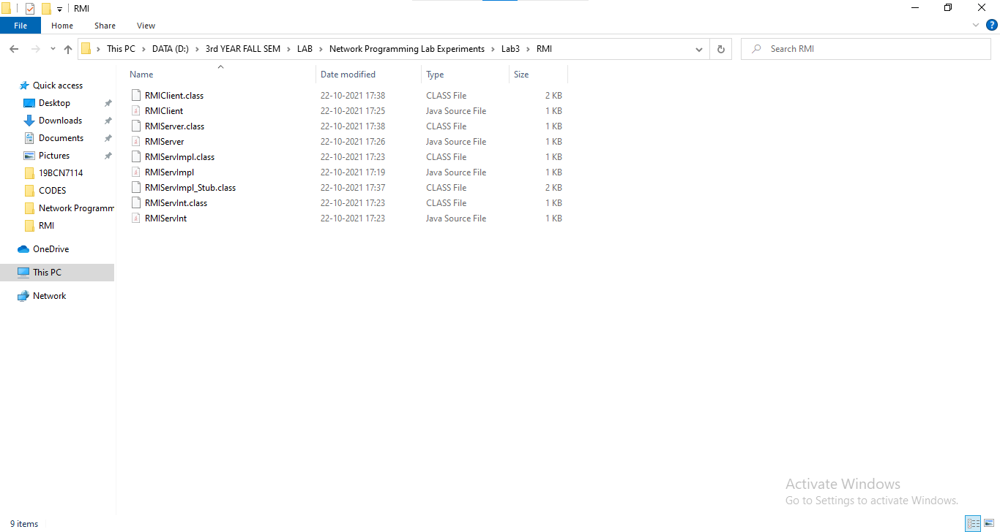 RMI
File Home Share View
This PC DATA (D:) 3rd YEAR FALL SEM LAB Network Programming Lab Experiments Lab3 RMI Search RMI
Name Date modified Type Size
Quick access
Desktop
Downloads
Documents
Pictures
19BCN7114
CODES
Network Programm
RMI
OneDrive
This PC
Network
RMIClient.class 22-10-2021 17:38 CLASS File 2 KB
RMIClient 22-10-2021 17:25 Java Source File 1 KB
RMIServer.class 22-10-2021 17:38 CLASS File 1 KB
RMIServer 22-10-2021 17:26 Java Source File 1 KB
RMIServImpl.class 22-10-2021 17:23 CLASS File 1 KB
RMIServImpl 22-10-2021 17:19 Java Source File 1 KB
RMIServImpl_Stub.class 22-10-2021 17:37 CLASS File 2 KB
RMIServInt.class 22-10-2021 17:23 CLASS File 1 KB
RMIServInt 22-10-2021 17:23 Java Source File 1 KB
Activate Windows
Go to Settings to activate Windows.
9 items